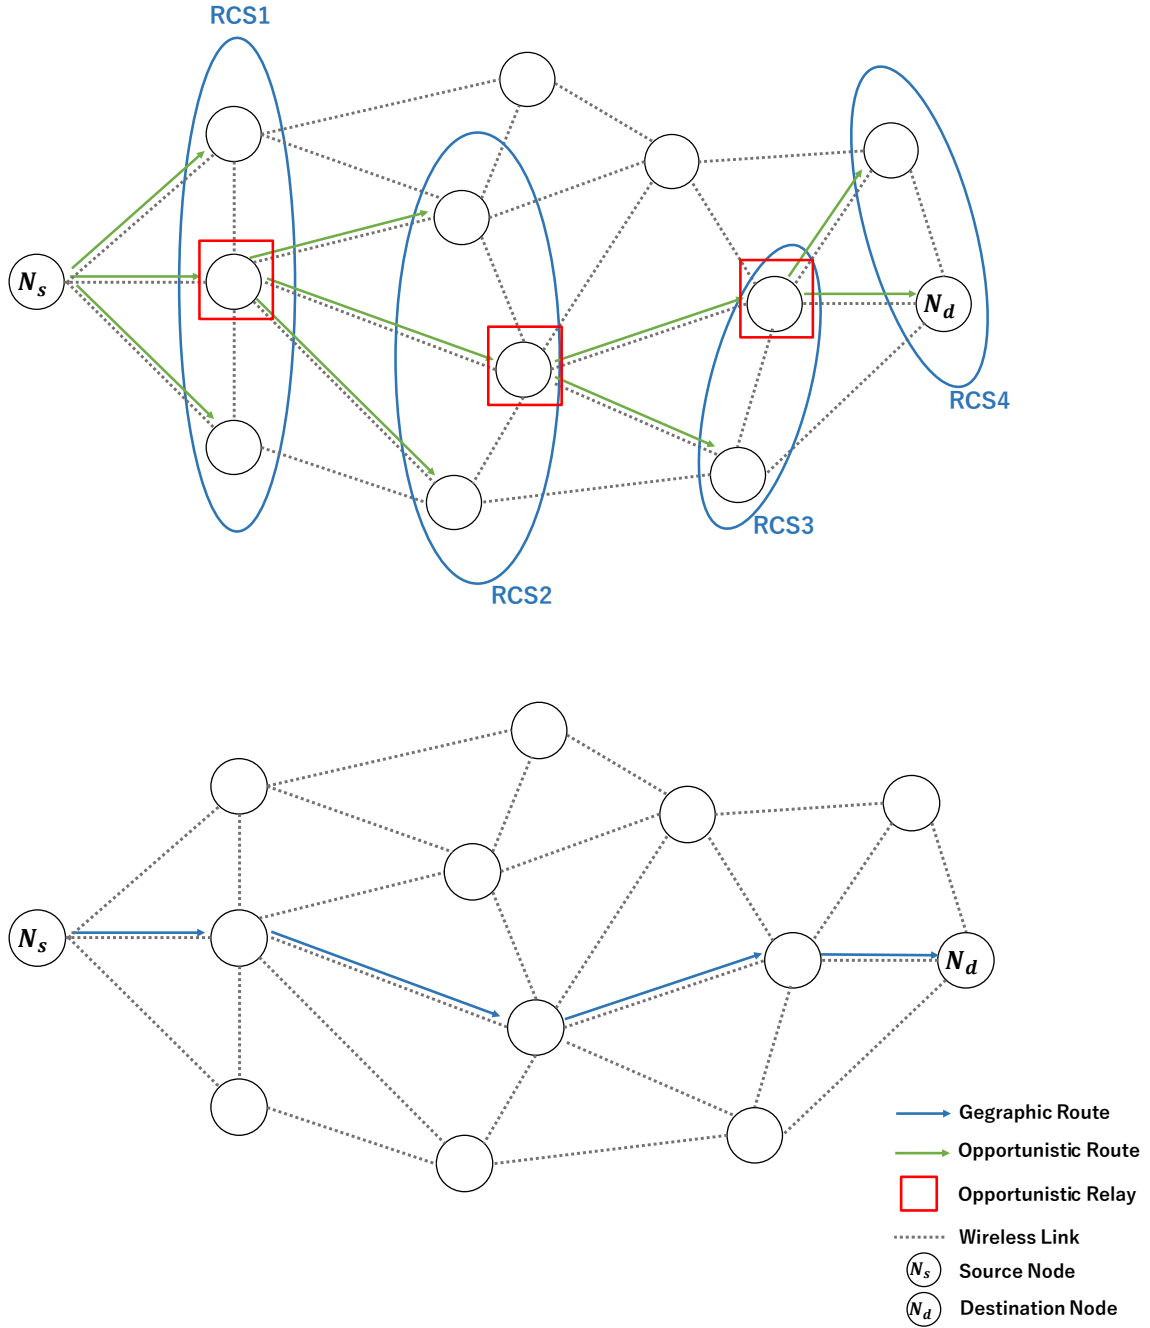 RCS1
N_s
N_d
RCS4
RCS3
RCS2
N_s
N_d
Gegraphic Route
Opportunistic Route
Opportunistic Relay
Wireless Link
N_s Source Node
N_d Destination Node